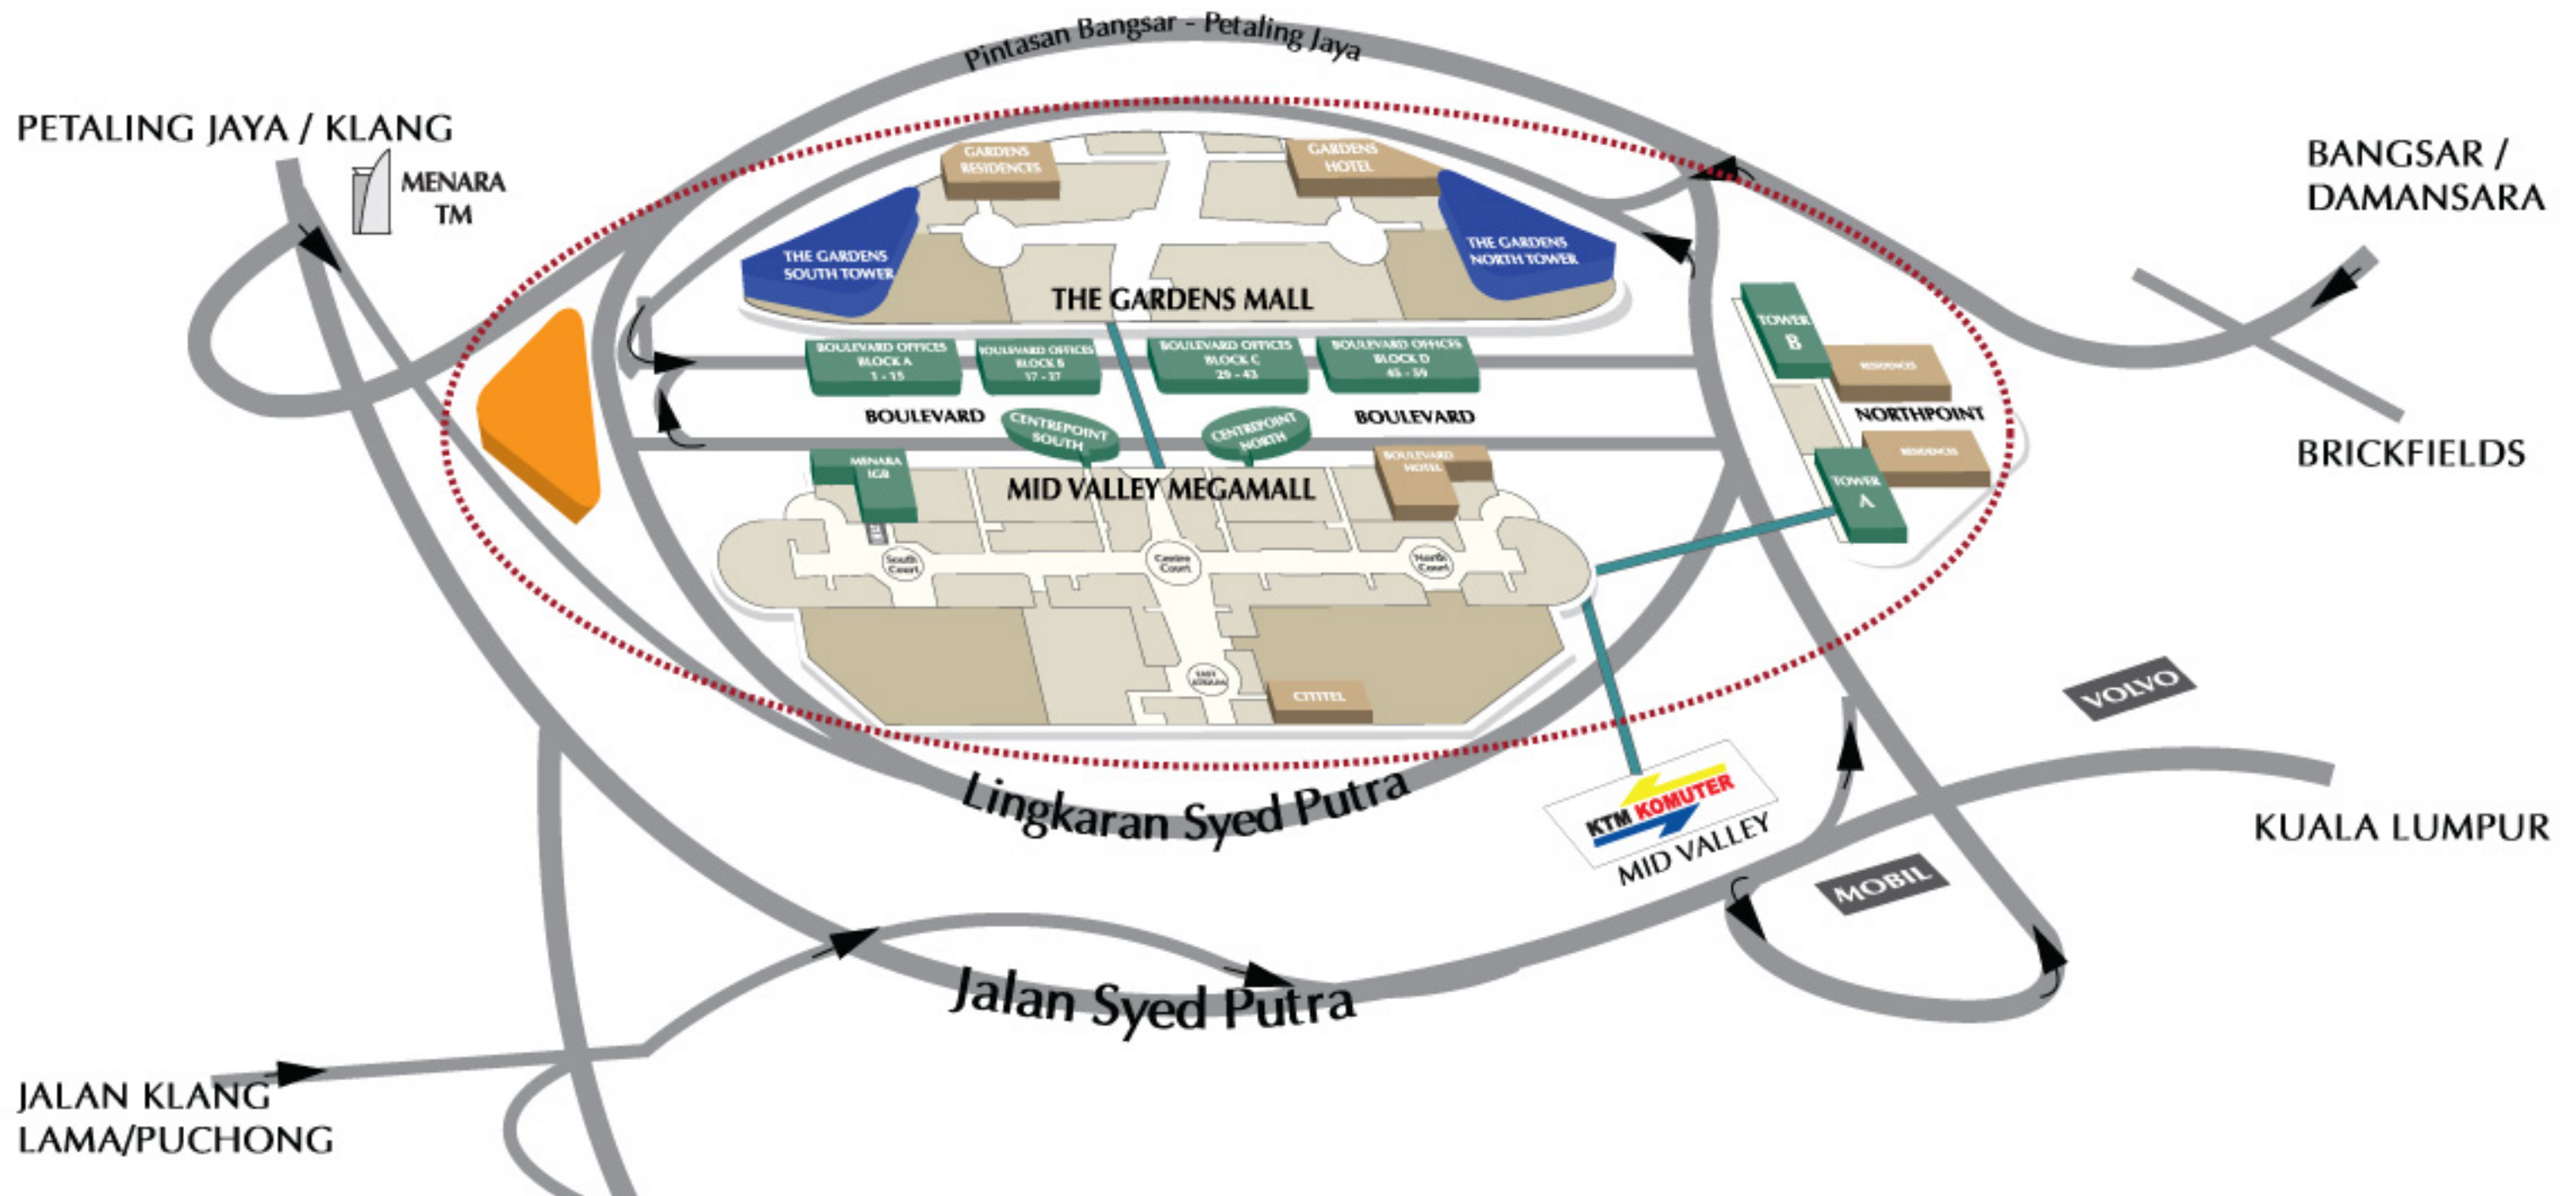 Pintasan Bangsar - Petaling Jaya
PETALING JAYA / KLANG
MENARA
TM
BANGSAR /
DAMANSARA
BRICKFIELDS
GARDENS
RESIDENCES
GARDENS
HOTEL
THE GARDENS
SOUTH TOWER
THE GARDENS
NORTH TOWER
THE GARDENS MALL
BOULEVARD OFFICES
BLOCK A
1 - 15
BOULEVARD OFFICES
BLOCK B
17 - 27
BOULEVARD OFFICES
BLOCK C
29 - 43
BOULEVARD OFFICES
BLOCK D
45 - 59
BOULEVARD
CENTREPOINT
SOUTH
CENTREPOINT
NORTH
BOULEVARD
TOWER
B
RESIDENCES
NORTHPOINT
RESIDENCES
TOWER
A
MENARA
IGB
MID VALLEY MEGAMALL
BOULEVARD
HOTEL
South
Court
Centre
Court
North
Court
EAST
ATRIUM
CITITEL
Lingkaran Syed Putra
KTM KOMUTER
MID VALLEY
VOLVO
KUALA LUMPUR
MOBIL
Jalan Syed Putra
JALAN KLANG
LAMA/PUCHONG